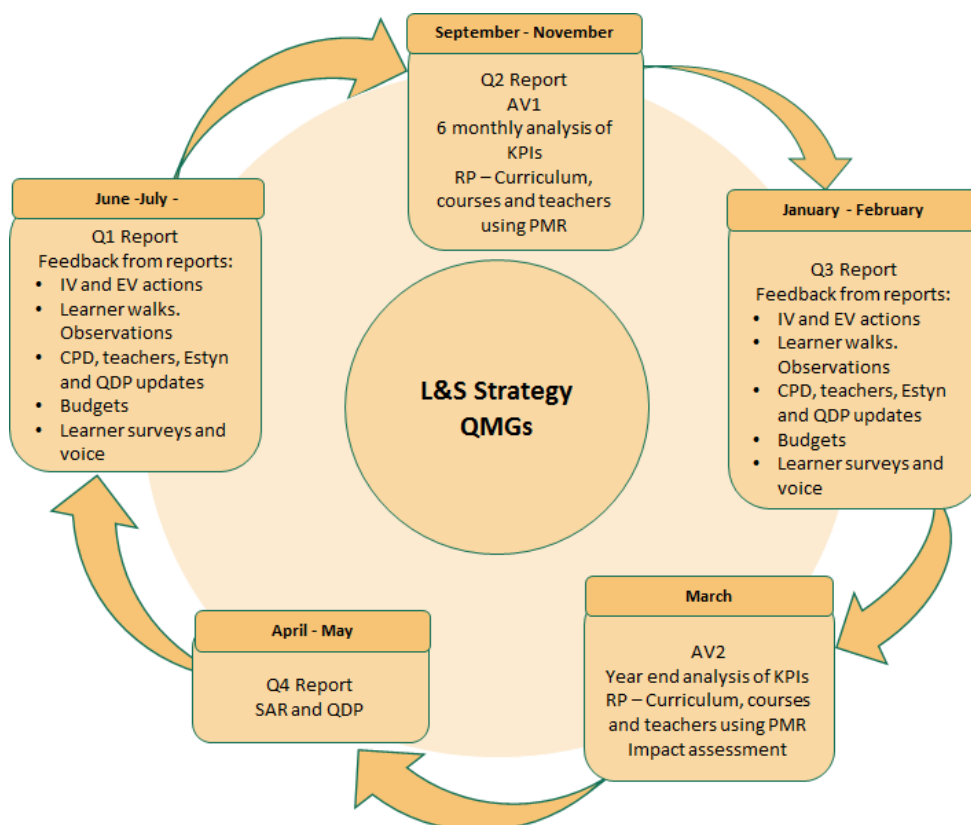 September - November
Q2 Report
AV1
6 monthly analysis of
KPIs
RP – Curriculum,
courses and teachers
using PMR
January - February
Q3 Report
Feedback from reports:
• IV and EV actions
• Learner walks.
Observations
• CPD, teachers, Estyn
and QDP updates
• Budgets
• Learner surveys and
voice
March
AV2
Year end analysis of KPIs
RP – Curriculum, courses
and teachers using PMR
Impact assessment
April - May
Q4 Report
SAR and QDP
June -July -
Q1 Report
Feedback from reports:
• IV and EV actions
• Learner walks.
Observations
• CPD, teachers, Estyn
and QDP updates
• Budgets
• Learner surveys and
voice
L&S Strategy
QMGs